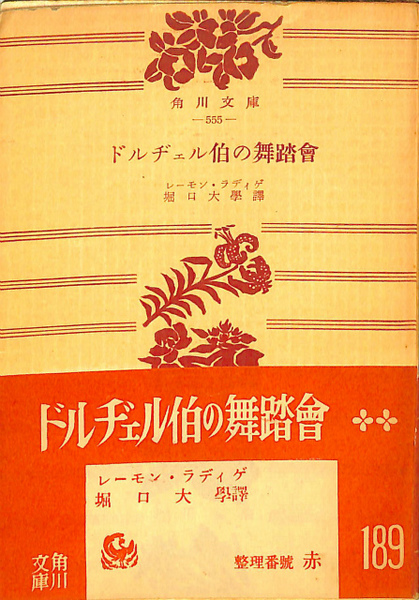 角川文庫
―555―
ドルヂェル伯の舞踏會
レーモン・ラディゲ
堀口大學譯
ドルヂェル伯の舞踏會
レーモン・ラディゲ
堀口大學譯
整理番號 赤
189
角川
文庫